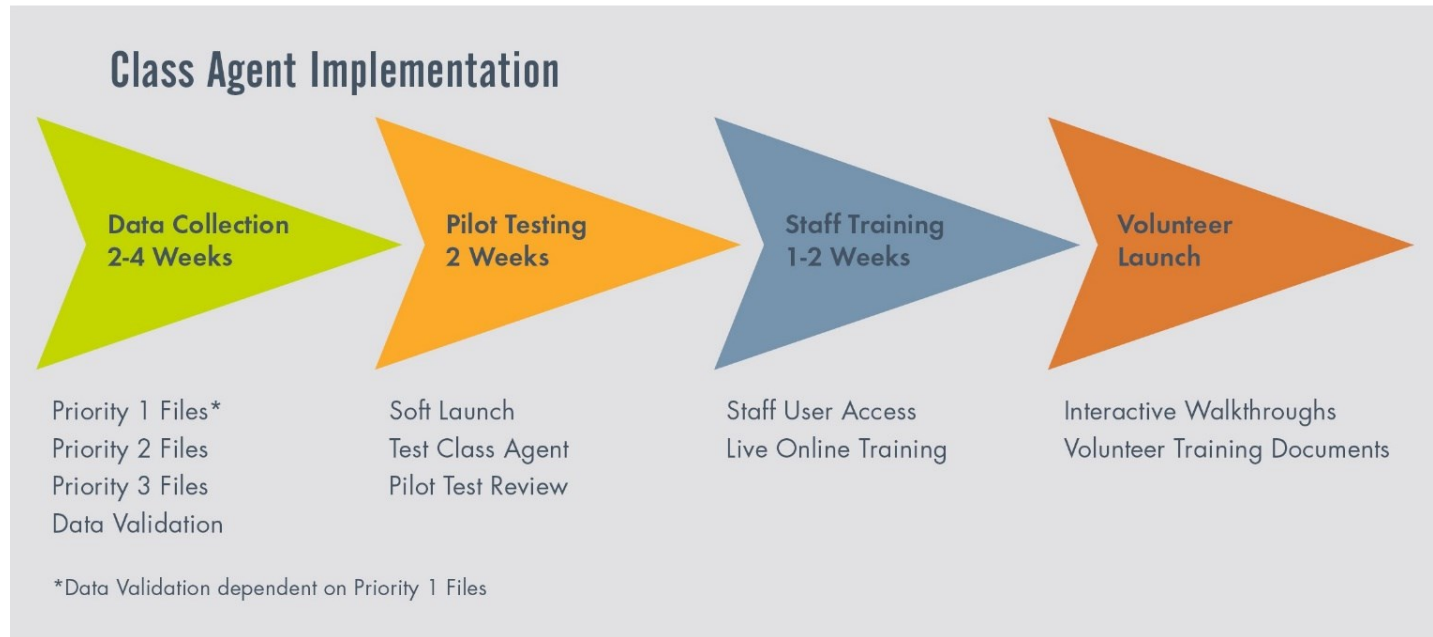 Class Agent Implementation
Data Collection
2-4 Weeks
Priority 1 Files*
Priority 2 Files
Priority 3 Files
Data Validation
Pilot Testing
2 Weeks
Soft Launch
Test Class Agent
Pilot Test Review
Staff Training
1-2 Weeks
Staff User Access
Live Online Training
Volunteer
Launch
Interactive Walkthroughs
Volunteer Training Documents
*Data Validation dependent on Priority 1 Files